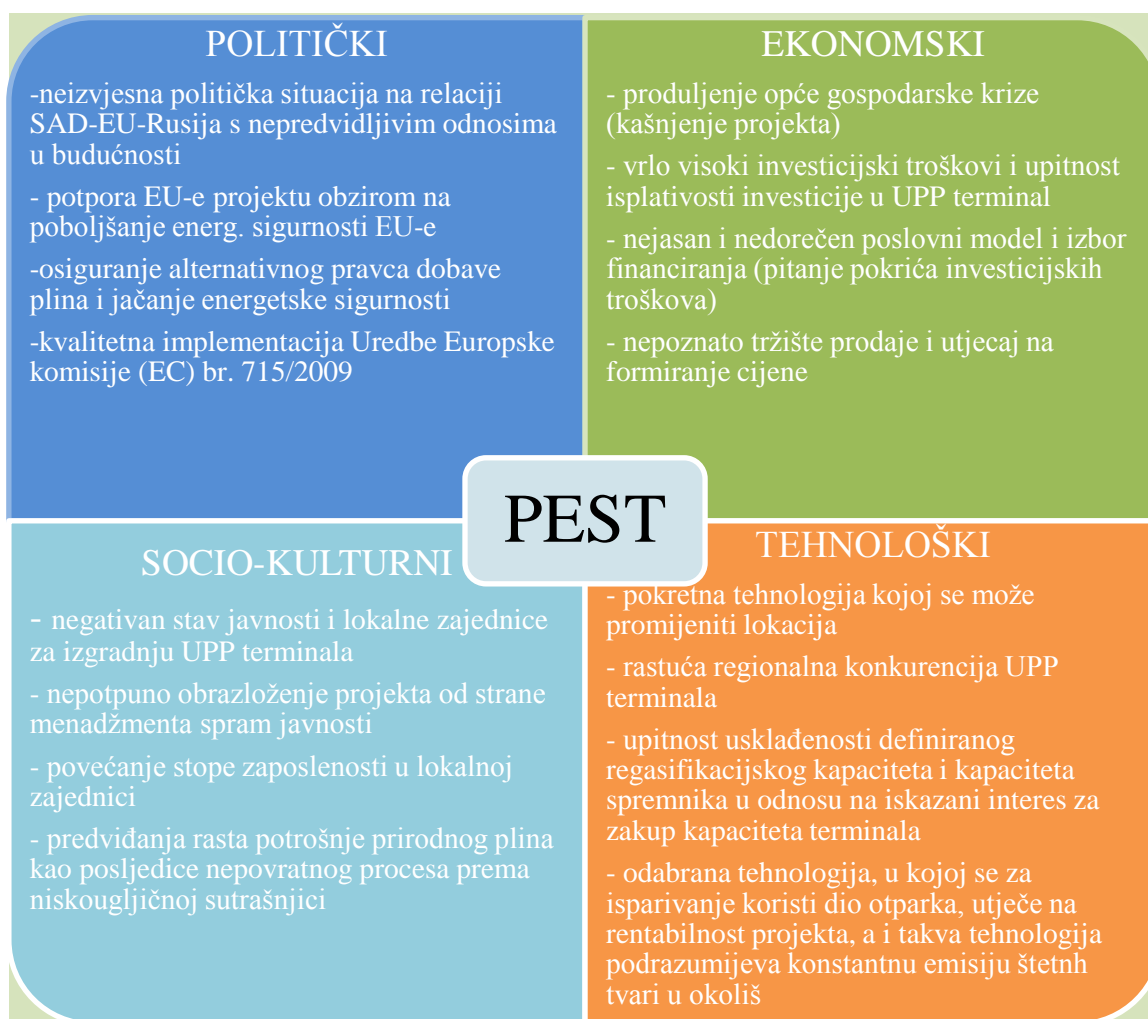 POLITIČKI
-neizvjesna politička situacija na relaciji
SAD-EU-Rusija s nepredvidljivim odnosima
u budućnosti
- potpora EU-e projektu obzirom na
poboljšanje energ. sigurnosti EU-e
-osiguranje alternativnog pravca dobave
plina i jačanje energetske sigurnosti
-kvalitetna implementacija Uredbe Europske
komisije (EC) br. 715/2009
EKONOMSKI
- produljenje opće gospodarske krize
(kašnjenje projekta)
- vrlo visoki investicijski troškovi i upitnost
isplativosti investicije u UPP terminal
- nejasan i nedorečen poslovni model i izbor
financiranja (pitanje pokrića investicijskih
troškova)
- nepoznato tržište prodaje i utjecaj na
formiranje cijene
PEST
SOCIO-KULTURNI
- negativan stav javnosti i lokalne zajednice
za izgradnju UPP terminala
- nepotpuno obrazloženje projekta od strane
menadžmenta spram javnosti
- povećanje stope zaposlenosti u lokalnoj
zajednici
- predviđanja rasta potrošnje prirodnog plina
kao posljedice nepovratnog procesa prema
niskougljičnoj sutrašnjici
TEHNOLOŠKI
- pokretna tehnologija kojoj se može
promijeniti lokacija
- rastuća regionalna konkurencija UPP
terminala
- upitnost usklađenosti definiranog
regasifikacijskog kapaciteta i kapaciteta
spremnika u odnosu na iskazani interes za
zakup kapaciteta terminala
- odabrana tehnologija, u kojoj se za
isparivanje koristi dio otparka, utječe na
rentabilnost projekta, a i takva tehnologija
podrazumijeva konstantnu emisiju štetnh
tvari u okoliš